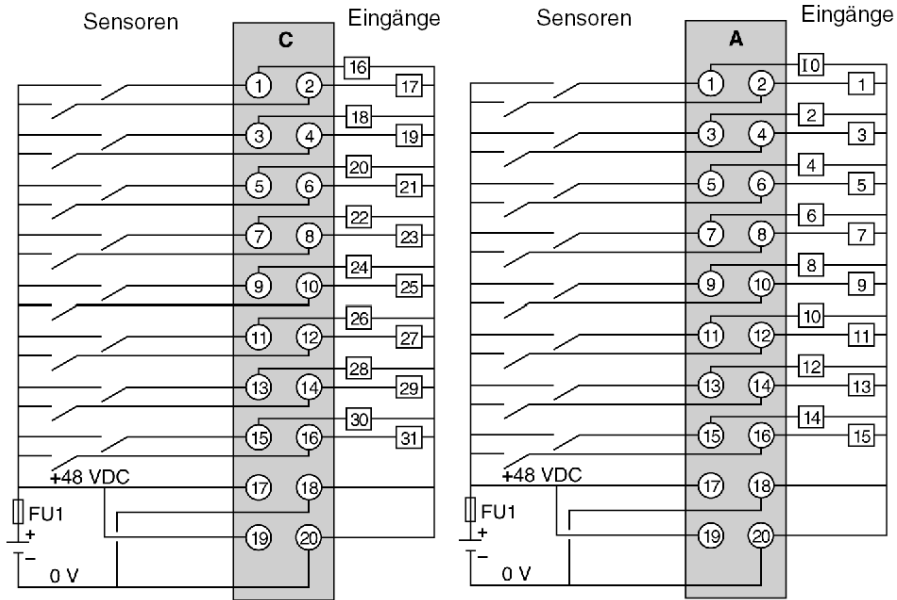 Sensoren
C
Eingänge
16
1 2 17
18
3 4 19
20
5 6 21
22
7 8 23
24
9 10 25
26
11 12 27
28
13 14 29
30
15 16 31
+48 VDC
17 18
FU1
+
19 20
−
0 V
Sensoren
A
Eingänge
I0
1 2 1
2
3 4 3
4
5 6 5
6
7 8 7
8
9 10 9
10
11 12 11
12
13 14 13
14
15 16 15
+48 VDC
17 18
FU1
+
19 20
−
0 V